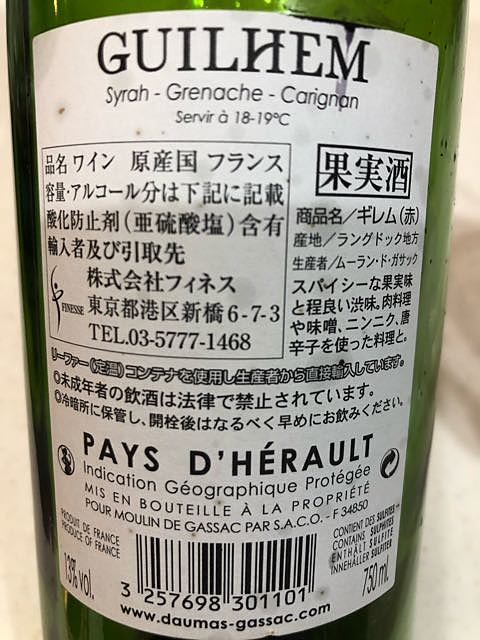 GUILHEM
Syrah - Grenache - Carignan
Servir à 18-19°C
品名 ワイン 原産国 フランス
容量・アルコール分は下記に記載
酸化防止剤(亜硫酸塩)含有
輸入者及び引取先
株式会社フィネス
FINESSE
東京都港区新橋6-7-3
TEL.03-5777-1468
果実酒
商品名/ギレム(赤)
産地/ラングドック地方
生産者/ムーラン・ド・ガサック
スパイシーな果実味
と程良い渋味。肉料理
や味噌、ニンニク、唐
辛子を使った料理と。
リーファー(定温)コンテナを使用し生産者から直接輸入しています。
◎未成年者の飲酒は法律で禁止されています。
◎冷暗所に保管し、開栓後はなるべく早めにお飲みください。
PAYS D'HÉRAULT
Indication Géographique Protégée
MIS EN BOUTEILLE À LA PROPRIÉTÉ
POUR MOULIN DE GASSAC PAR S.A.C.O. - F 34850
PRODUIT DE FRANCE
PRODUCE OF FRANCE
13% vol.
CONTIENT DES SULFITES
CONTAINS SULPHITES
ENTHÄLT SULFITE
INNEHÅLLER SULFITER
750 ml.
3 257698 301101
www.daumas-gassac.com